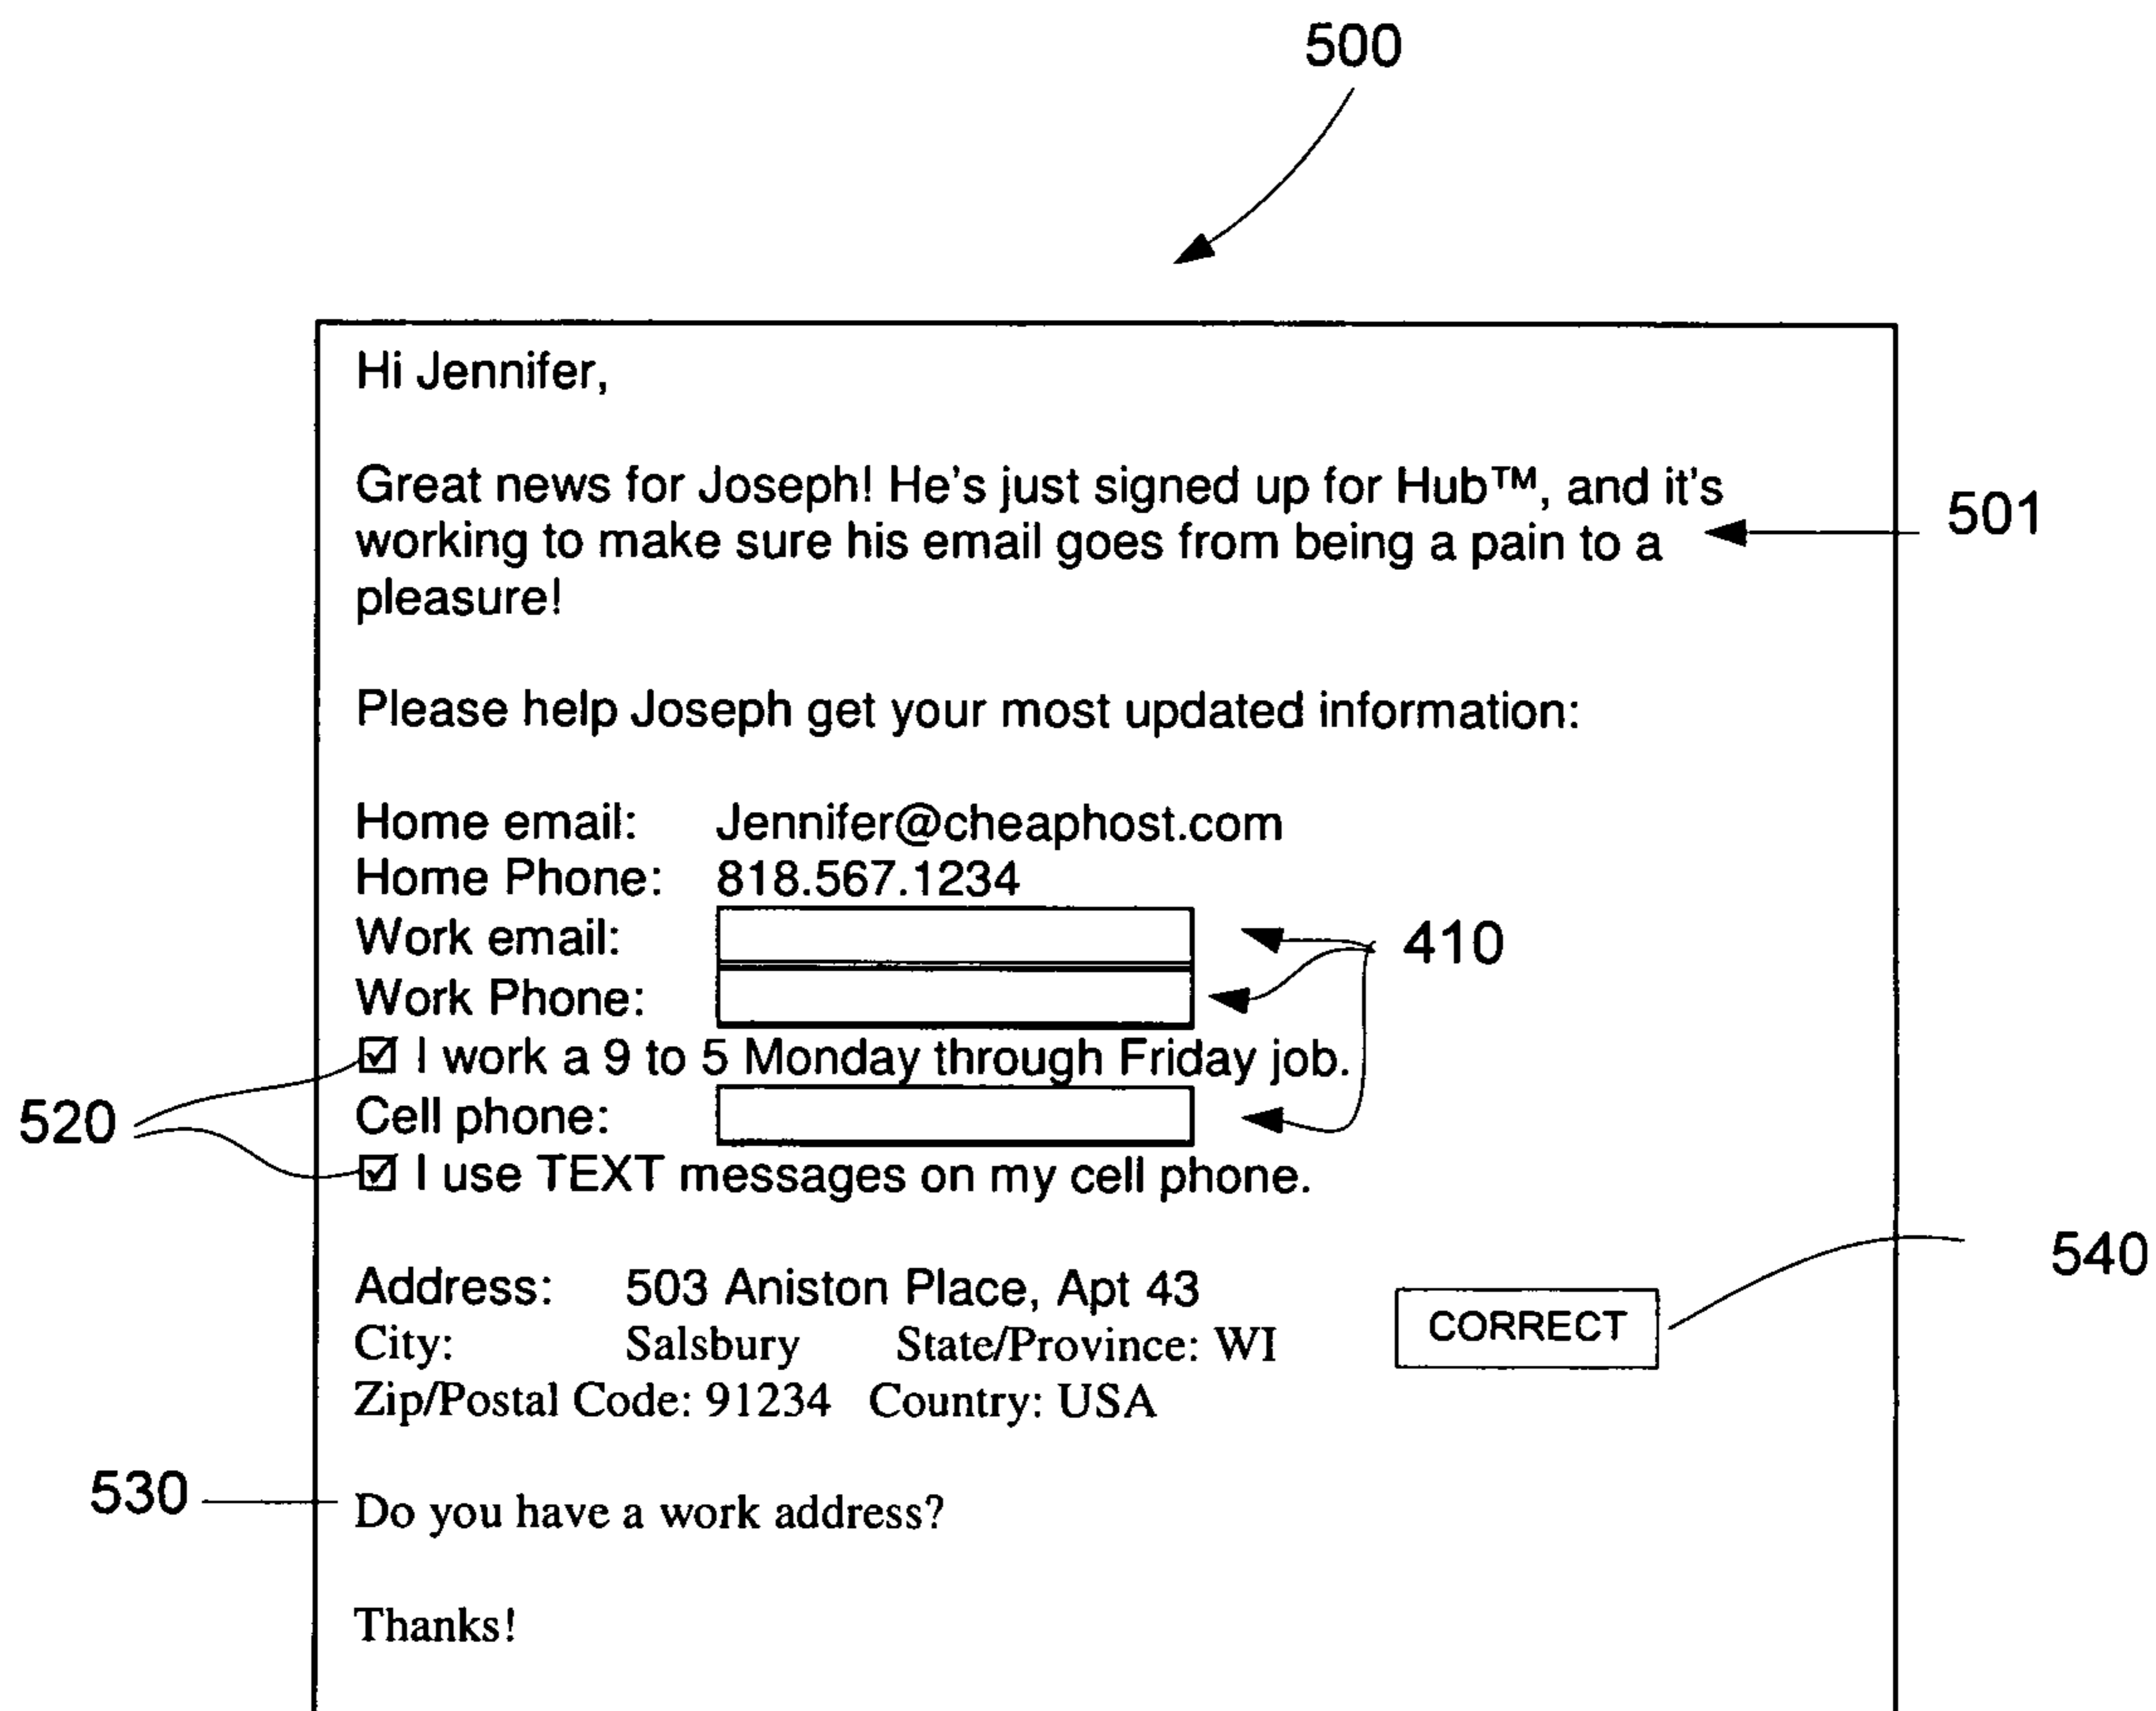 500
Hi Jennifer,
Great news for Joseph! He's just signed up for Hub™, and it's
working to make sure his email goes from being a pain to a
pleasure!
501
Please help Joseph get your most updated information:
Home email: Jennifer@cheaphost.com
Home Phone: 818.567.1234
Work email:
410
Work Phone:
☑ I work a 9 to 5 Monday through Friday job.
520
Cell phone:
☑ I use TEXT messages on my cell phone.
540
Address: 503 Aniston Place, Apt 43
CORRECT
City: Salsbury State/Province: WI
Zip/Postal Code: 91234 Country: USA
530
Do you have a work address?
Thanks!